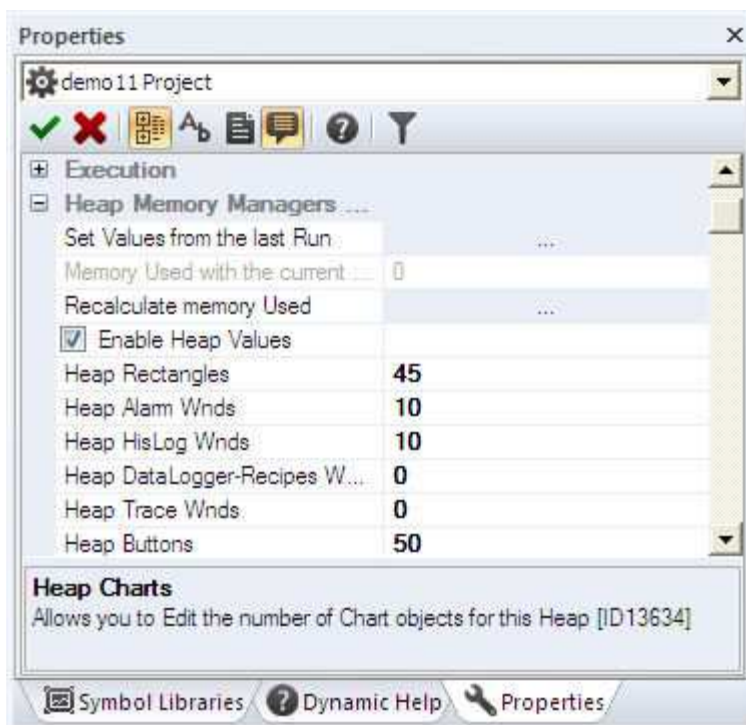 Properties
demo11 Project
Execution
Heap Memory Managers ...
Set Values from the last Run ...
Memory Used with the current ... 0
Recalculate memory Used ...
Enable Heap Values
Heap Rectangles 45
Heap Alarm Wnds 10
Heap HisLog Wnds 10
Heap DataLogger-Recipes W... 0
Heap Trace Wnds 0
Heap Buttons 50
Heap Charts
Allows you to Edit the number of Chart objects for this Heap [ID13634]
Symbol Libraries Dynamic Help Properties